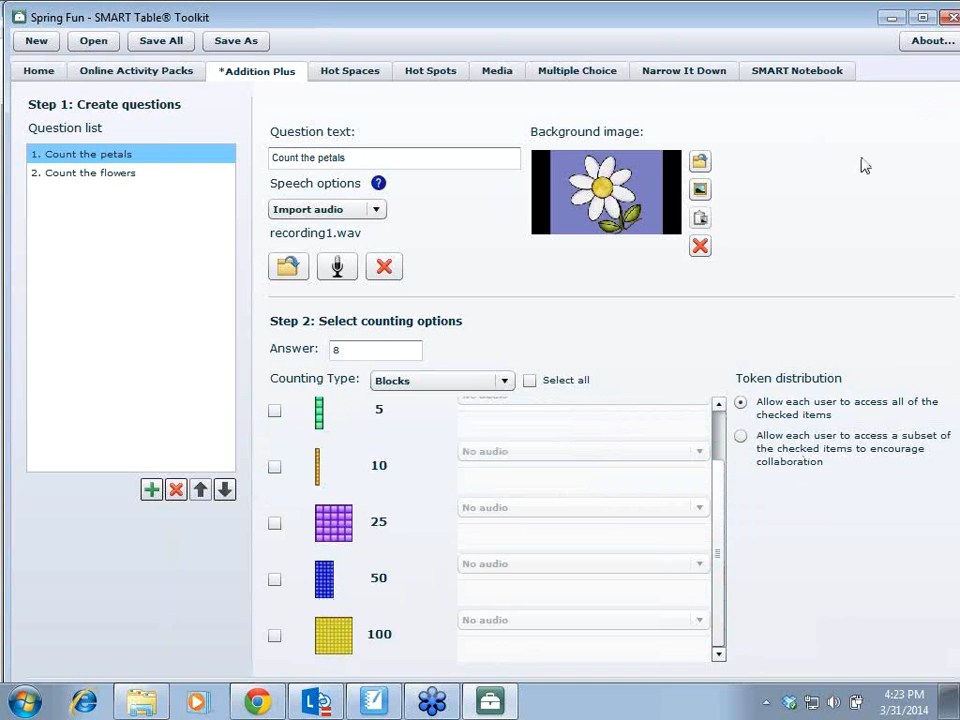 Spring Fun - SMART Table® Toolkit
New Open Save All Save As About...
Home Online Activity Packs *Addition Plus Hot Spaces Hot Spots Media Multiple Choice Narrow It Down SMART Notebook
Step 1: Create questions
Question list
1. Count the petals
2. Count the flowers
Question text:
Count the petals
Speech options ?
Import audio
recording1.wav
Background image:
Step 2: Select counting options
Answer: 8
Counting Type: Blocks Select all
No audio
5
10 No audio
25 No audio
50 No audio
100 No audio
Token distribution
Allow each user to access all of the
checked items
Allow each user to access a subset of
the checked items to encourage
collaboration
4:23 PM
3/31/2014